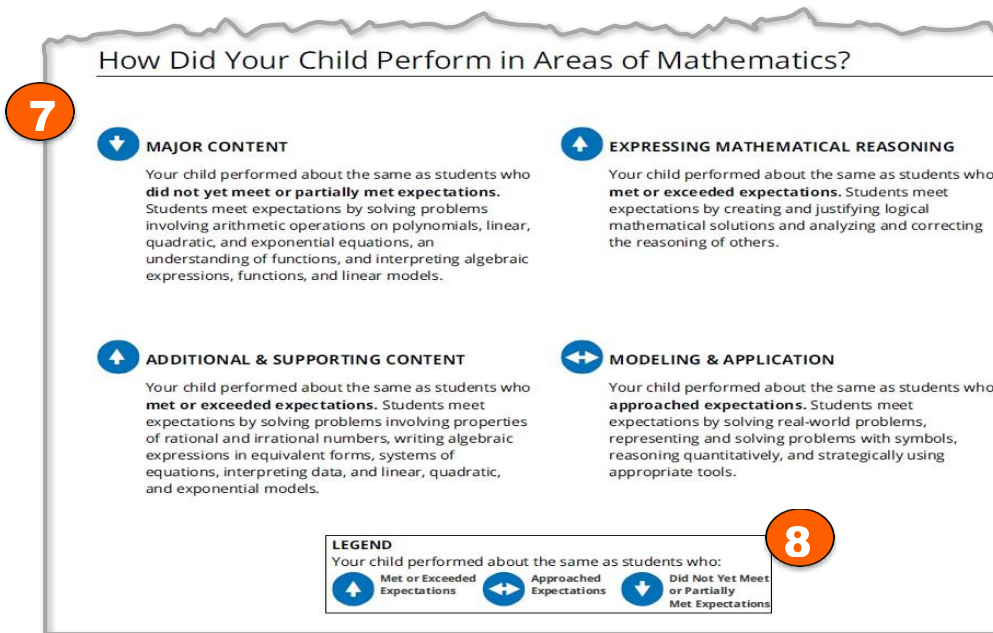 How Did Your Child Perform in Areas of Mathematics?
7
MAJOR CONTENT
Your child performed about the same as students who
did not yet meet or partially met expectations.
Students meet expectations by solving problems
involving arithmetic operations on polynomials, linear,
quadratic, and exponential equations, an
understanding of functions, and interpreting algebraic
expressions, functions, and linear models.
EXPRESSING MATHEMATICAL REASONING
Your child performed about the same as students who
met or exceeded expectations. Students meet
expectations by creating and justifying logical
mathematical solutions and analyzing and correcting
the reasoning of others.
ADDITIONAL & SUPPORTING CONTENT
Your child performed about the same as students who
met or exceeded expectations. Students meet
expectations by solving problems involving properties
of rational and irrational numbers, writing algebraic
expressions in equivalent forms, systems of
equations, interpreting data, and linear, quadratic,
and exponential models.
MODELING & APPLICATION
Your child performed about the same as students who
approached expectations. Students meet
expectations by solving real-world problems,
representing and solving problems with symbols,
reasoning quantitatively, and strategically using
appropriate tools.
8
LEGEND
Your child performed about the same as students who:
Met or Exceeded
Expectations
Approached
Expectations
Did Not Yet Meet
or Partially
Met Expectations